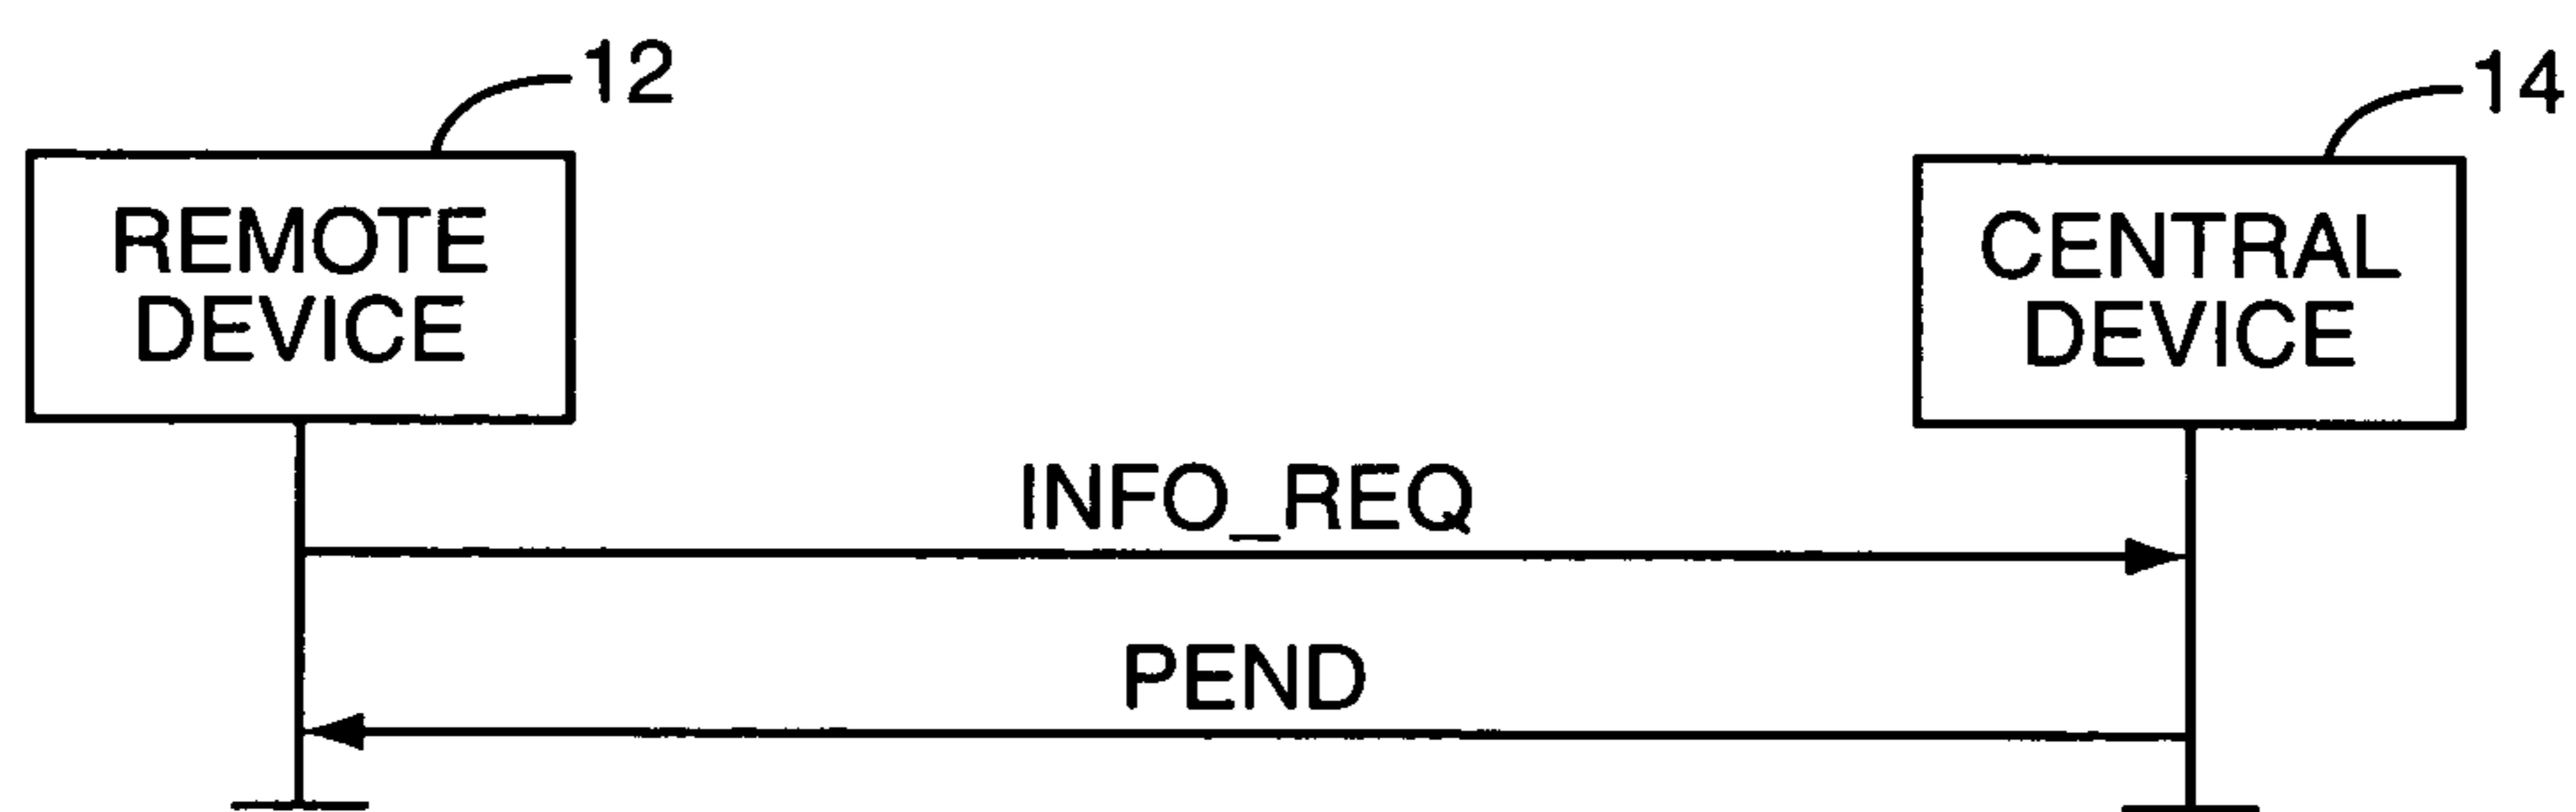 12
14
REMOTE
DEVICE
CENTRAL
DEVICE
INFO_REQ
PEND